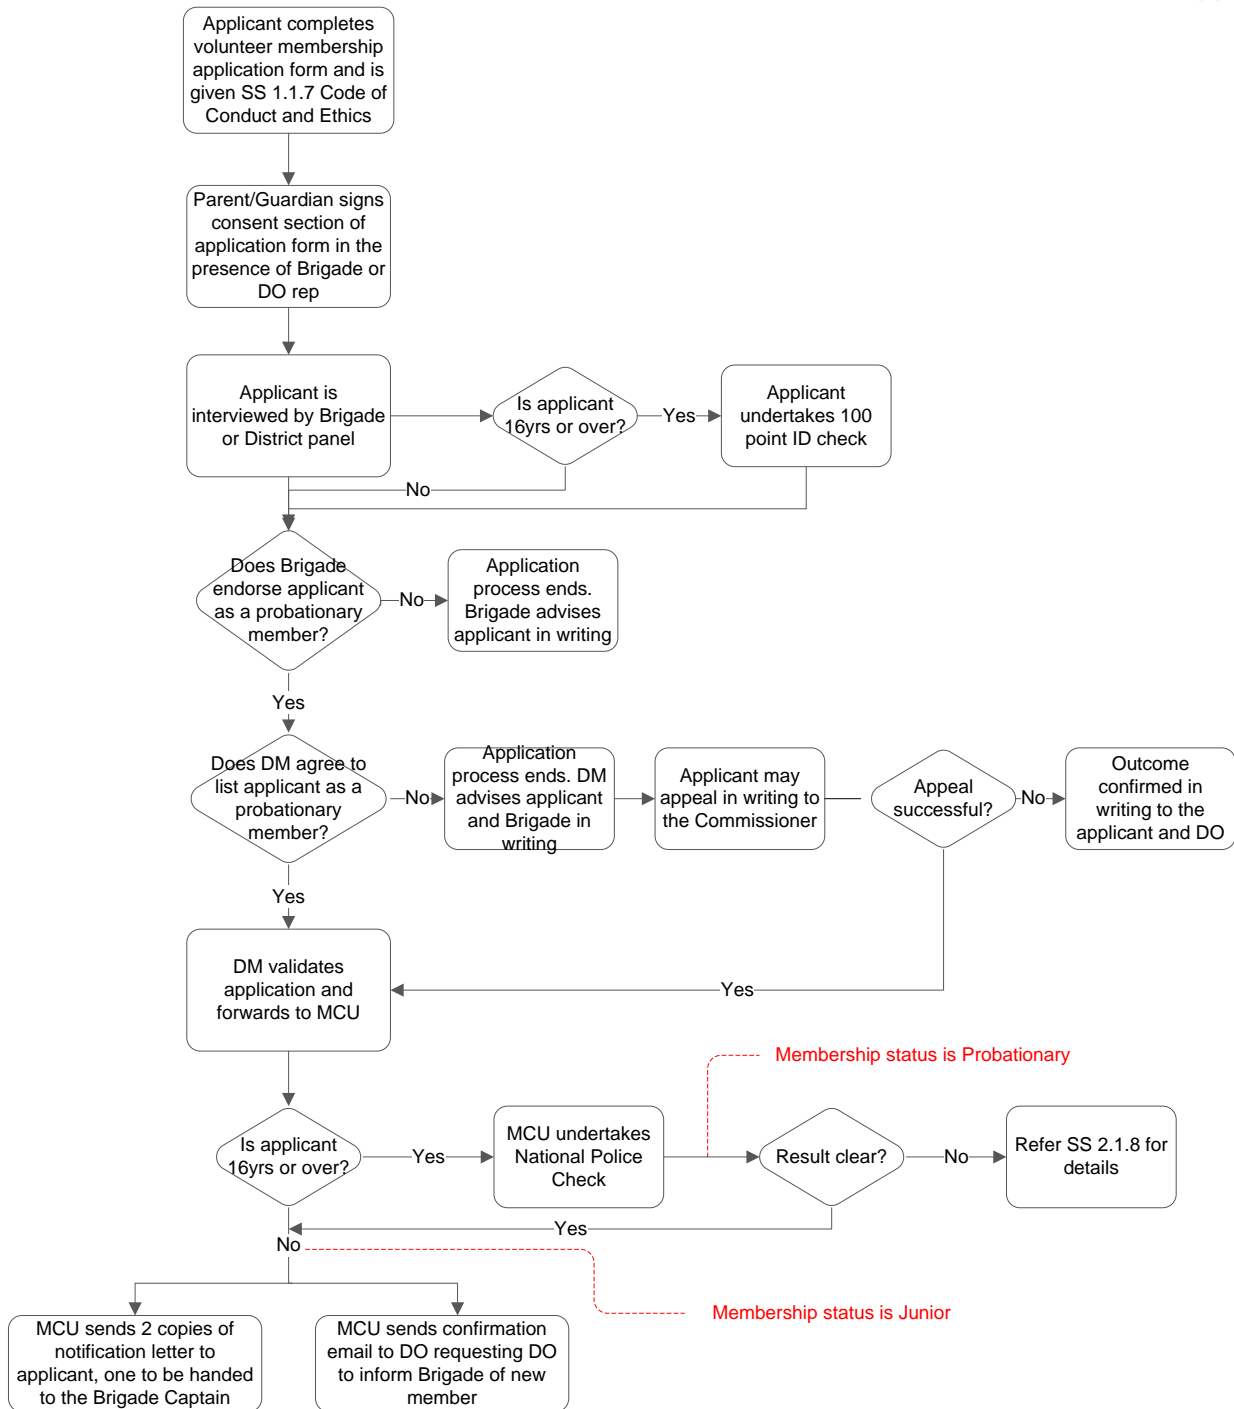 Applicant completes
volunteer membership
application form and is
given SS 1.1.7 Code of
Conduct and Ethics
Parent/Guardian signs
consent section of
application form in the
presence of Brigade or
DO rep
Applicant is
interviewed by Brigade
or District panel
Is applicant
16yrs or over?
Yes
Applicant
undertakes 100
point ID check
No
Does Brigade
endorse applicant
as a probationary
member?
No
Application
process ends.
Brigade advises
applicant in writing
Yes
Does DM agree to
list applicant as a
probationary
member?
No
Application
process ends. DM
advises applicant
and Brigade in
writing
Applicant may
appeal in writing to
the Commissioner
Appeal
successful?
No
Outcome
confirmed in
writing to the
applicant and DO
Yes
DM validates
application and
forwards to MCU
Yes
Membership status is Probationary
Is applicant
16yrs or over?
Yes
MCU undertakes
National Police
Check
Result clear?
No
Refer SS 2.1.8 for
details
Yes
No
Membership status is Junior
MCU sends 2 copies of
notification letter to
applicant, one to be handed
to the Brigade Captain
MCU sends confirmation
email to DO requesting DO
to inform Brigade of new
member